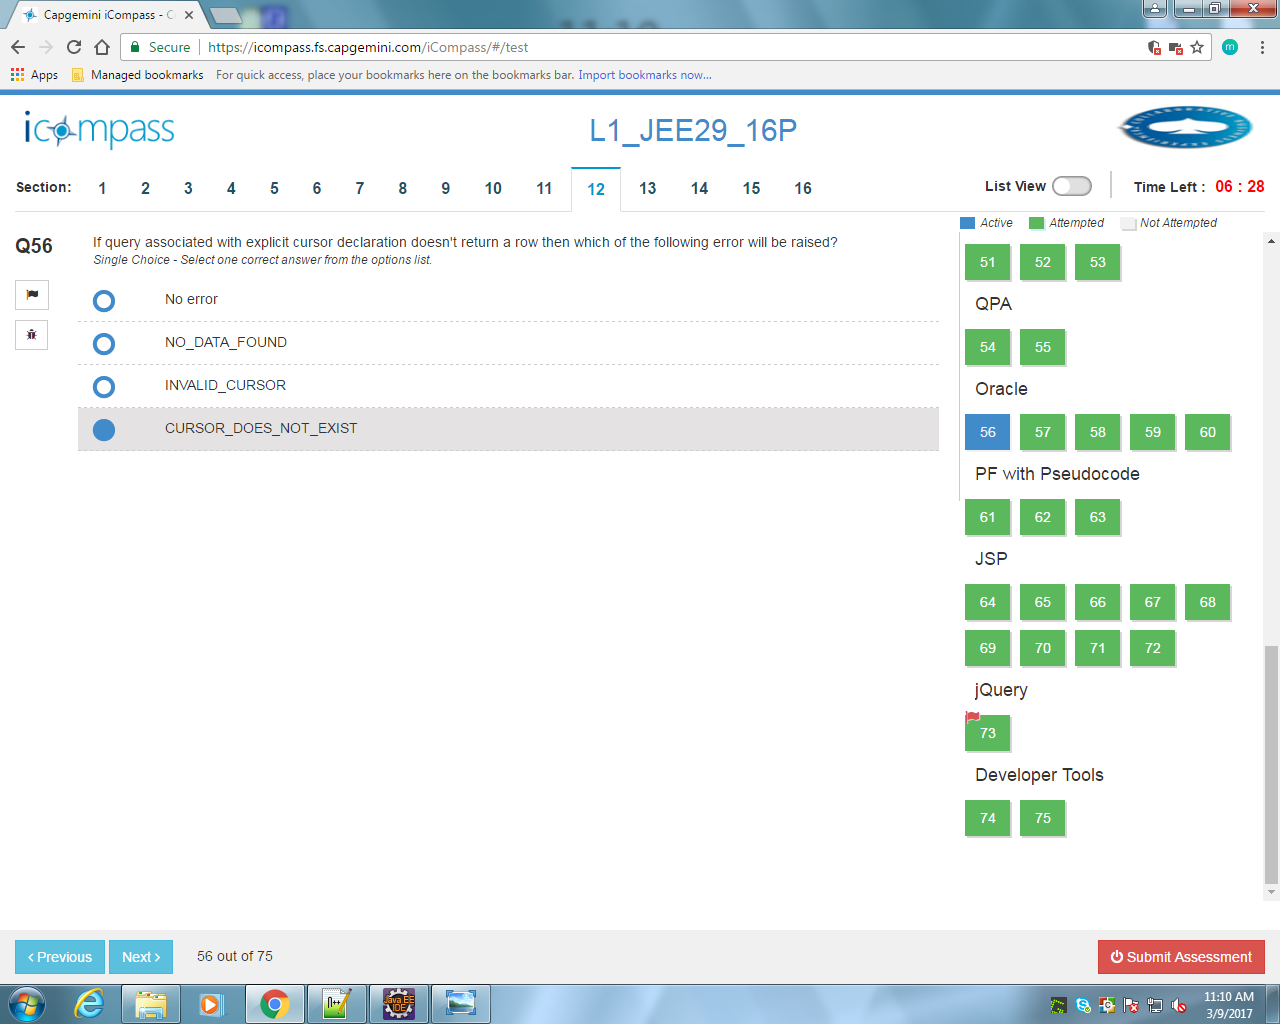 Capgemini iCompass - C
Secure https://icompass.fs.capgemini.com/iCompass/#/test
m
Apps Managed bookmarks For quick access, place your bookmarks here on the bookmarks bar. Import bookmarks now...
icompass
L1_JEE29_16P
Section: 1 2 3 4 5 6 7 8 9 10 11 12 13 14 15 16
List View Time Left : 06 : 28
Active Attempted Not Attempted
Q56
If query associated with explicit cursor declaration doesn't return a row then which of the following error will be raised?
Single Choice - Select one correct answer from the options list.
No error
NO_DATA_FOUND
INVALID_CURSOR
CURSOR_DOES_NOT_EXIST
51 52 53
QPA
54 55
Oracle
56 57 58 59 60
PF with Pseudocode
61 62 63
JSP
64 65 66 67 68
69 70 71 72
jQuery
73
Developer Tools
74 75
‹ Previous Next › 56 out of 75 Submit Assessment
Java EE
IDE
11:10 AM
3/9/2017